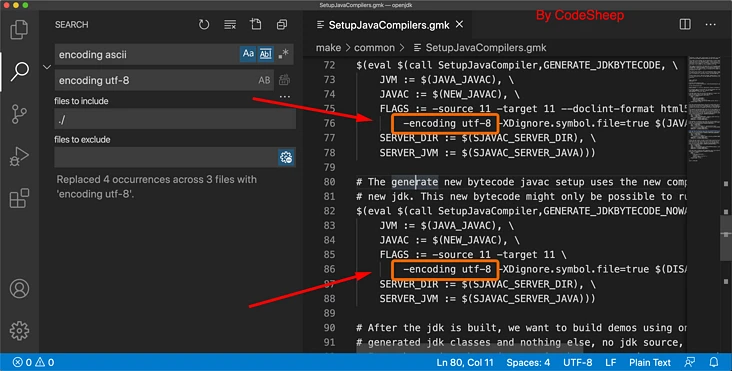 SetupJavaCompilers.gmk — openjdk
SEARCH
encoding ascii
Aa
Abl
encoding utf-8
AB
files to include
./
files to exclude
Replaced 4 occurrences across 3 files with
'encoding utf-8'.
SetupJavaCompilers.gmk
By CodeSheep
make > common > SetupJavaCompilers.gmk
72 $(eval $(call SetupJavaCompiler,GENERATE_JDKBYTECODE, \
73 JVM := $(JAVA_JAVAC), \
74 JAVAC := $(NEW_JAVAC), \
75 FLAGS := -source 11 -target 11 --doclint-format html5
76 -encoding utf-8 -XDignore.symbol.file=true $(JAVA
77 SERVER_DIR := $(SJAVAC_SERVER_DIR), \
78 SERVER_JVM := $(SJAVAC_SERVER_JAVA)))
79
80 # The generate new bytecode javac setup uses the new comp
81 # new jdk. This new bytecode might only be possible to ru
82 $(eval $(call SetupJavaCompiler,GENERATE_JDKBYTECODE_NOWA
83 JVM := $(JAVA_JAVAC), \
84 JAVAC := $(NEW_JAVAC), \
85 FLAGS := -source 11 -target 11 \
86 -encoding utf-8 -XDignore.symbol.file=true $(DISA
87 SERVER_DIR := $(SJAVAC_SERVER_DIR), \
88 SERVER_JVM := $(SJAVAC_SERVER_JAVA)))
89
90 # After the jdk is built, we want to build demos using on
91 # generated jdk classes and nothing else, no jdk source,
0 0 Ln 80, Col 11 Spaces: 4 UTF-8 LF Plain Text